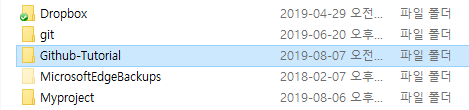 Dropbox 2019-04-29 오전... 파일 폴더
git 2019-06-20 오후... 파일 폴더
Github-Tutorial 2019-08-07 오전... 파일 폴더
MicrosoftEdgeBackups 2018-02-07 오후... 파일 폴더
Myproject 2019-08-06 오후... 파일 폴더